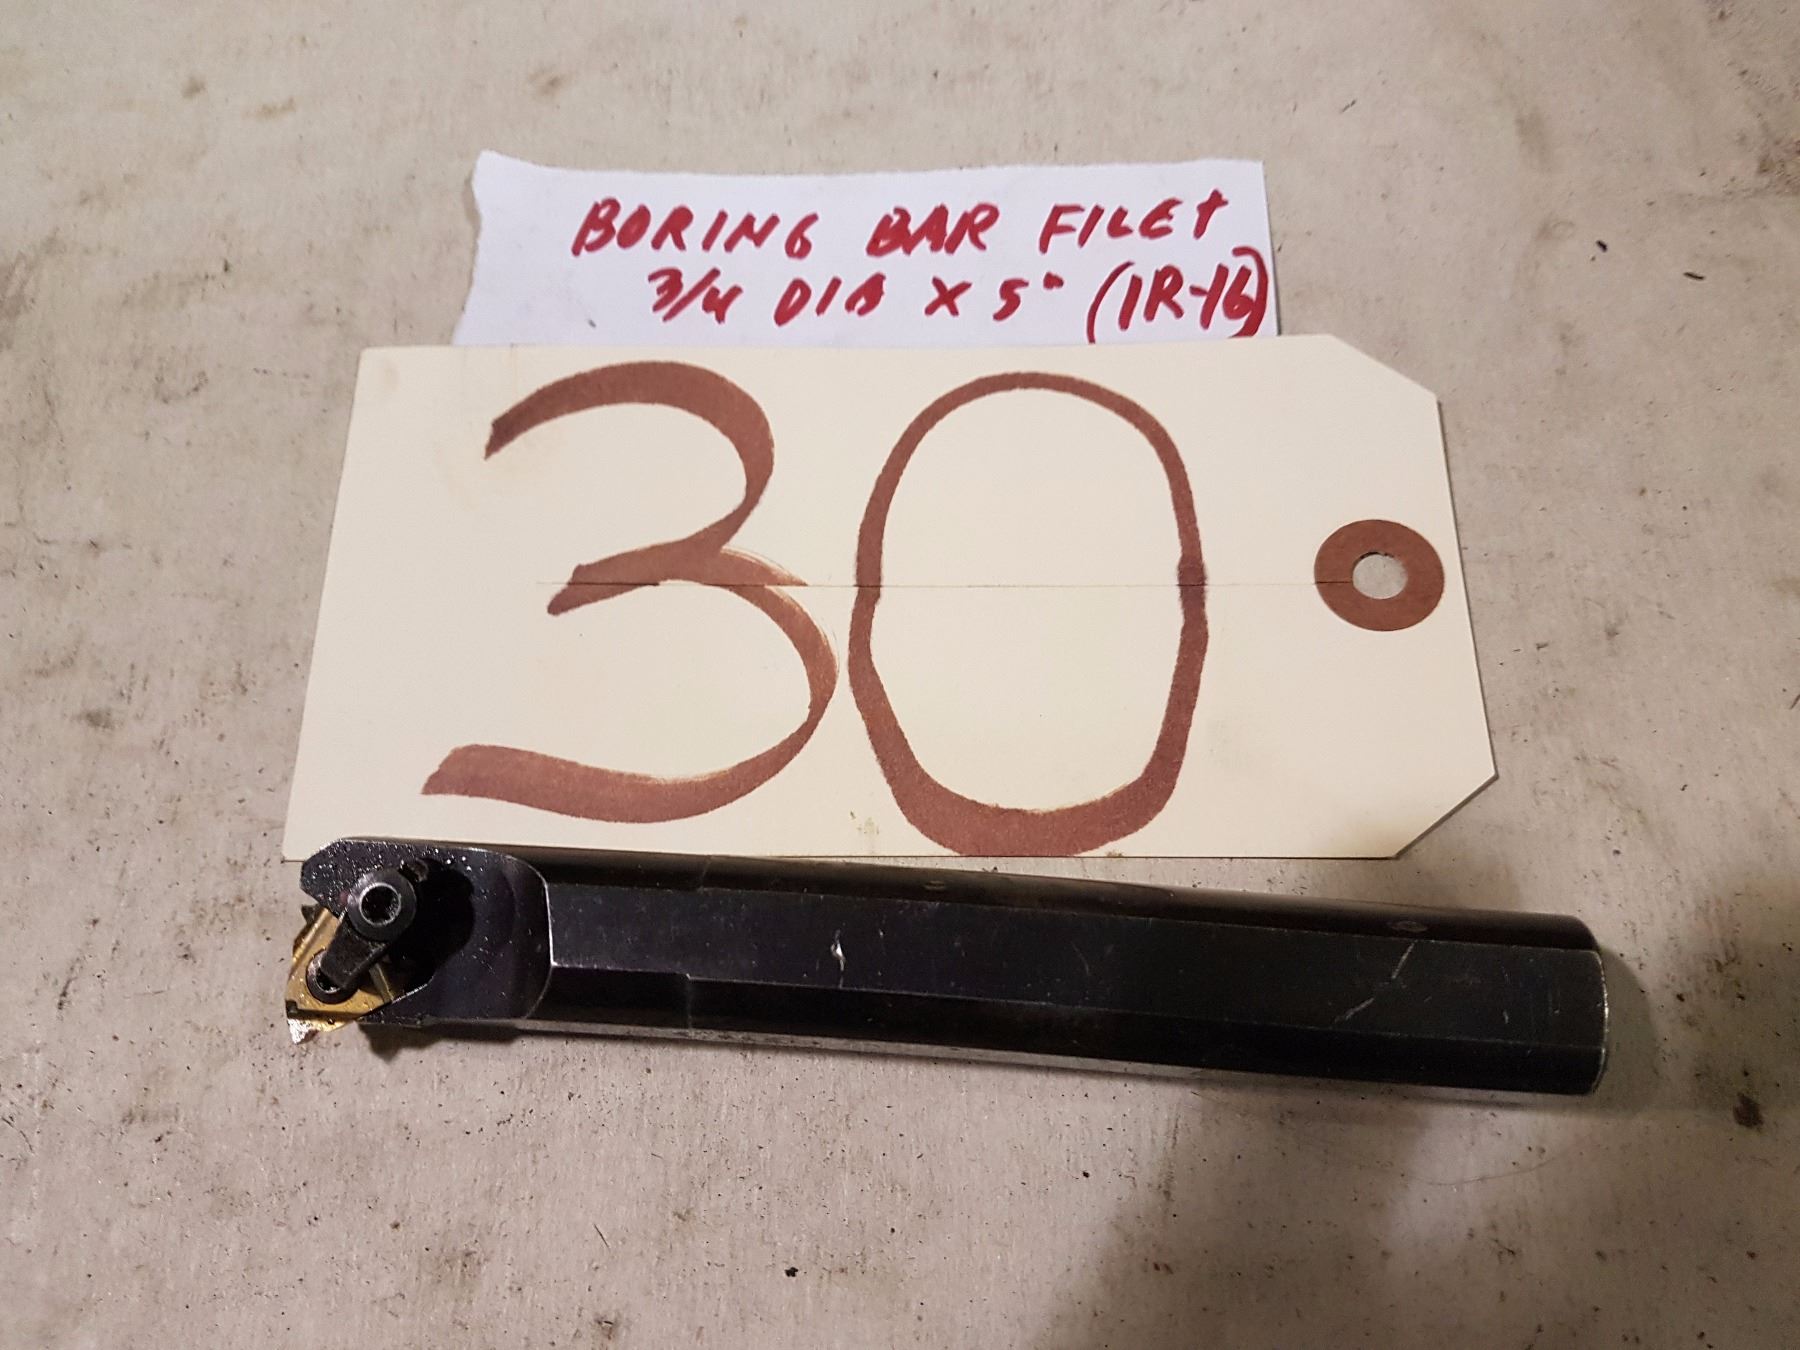 BORING BAR FILET
3/4 DIA X 5" (IR-16)
30